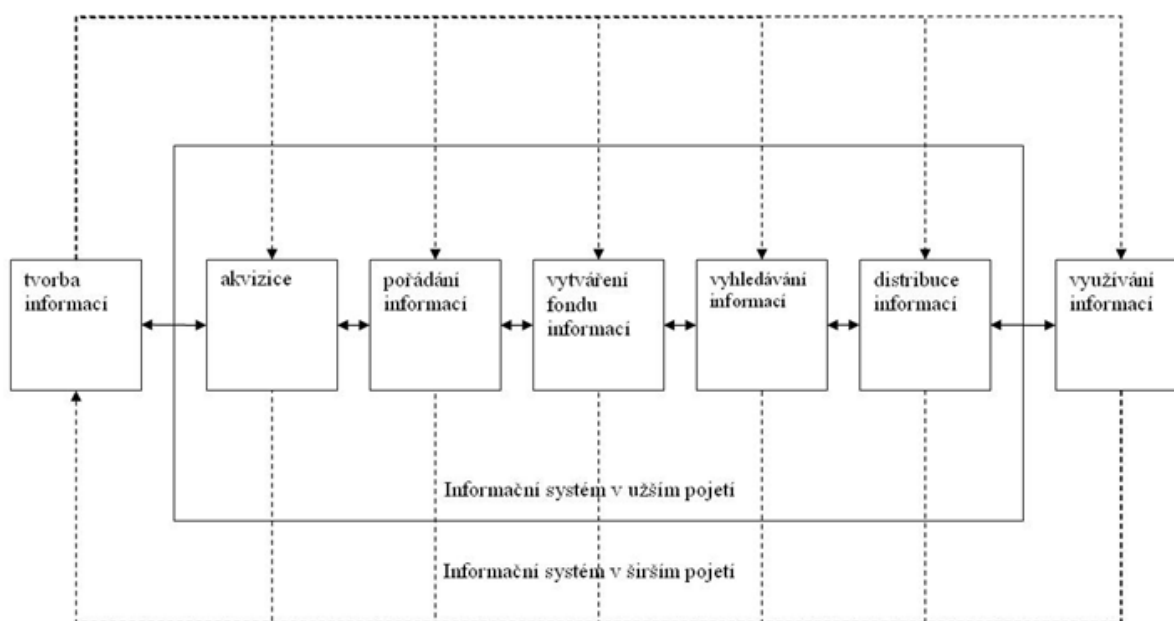 tvorba
informací
akvizice
pořádání
informací
vytváření
fondu
informací
vyhledávání
informací
distribuce
informací
využívání
informací
Informační systém v užším pojetí
Informační systém v širším pojetí